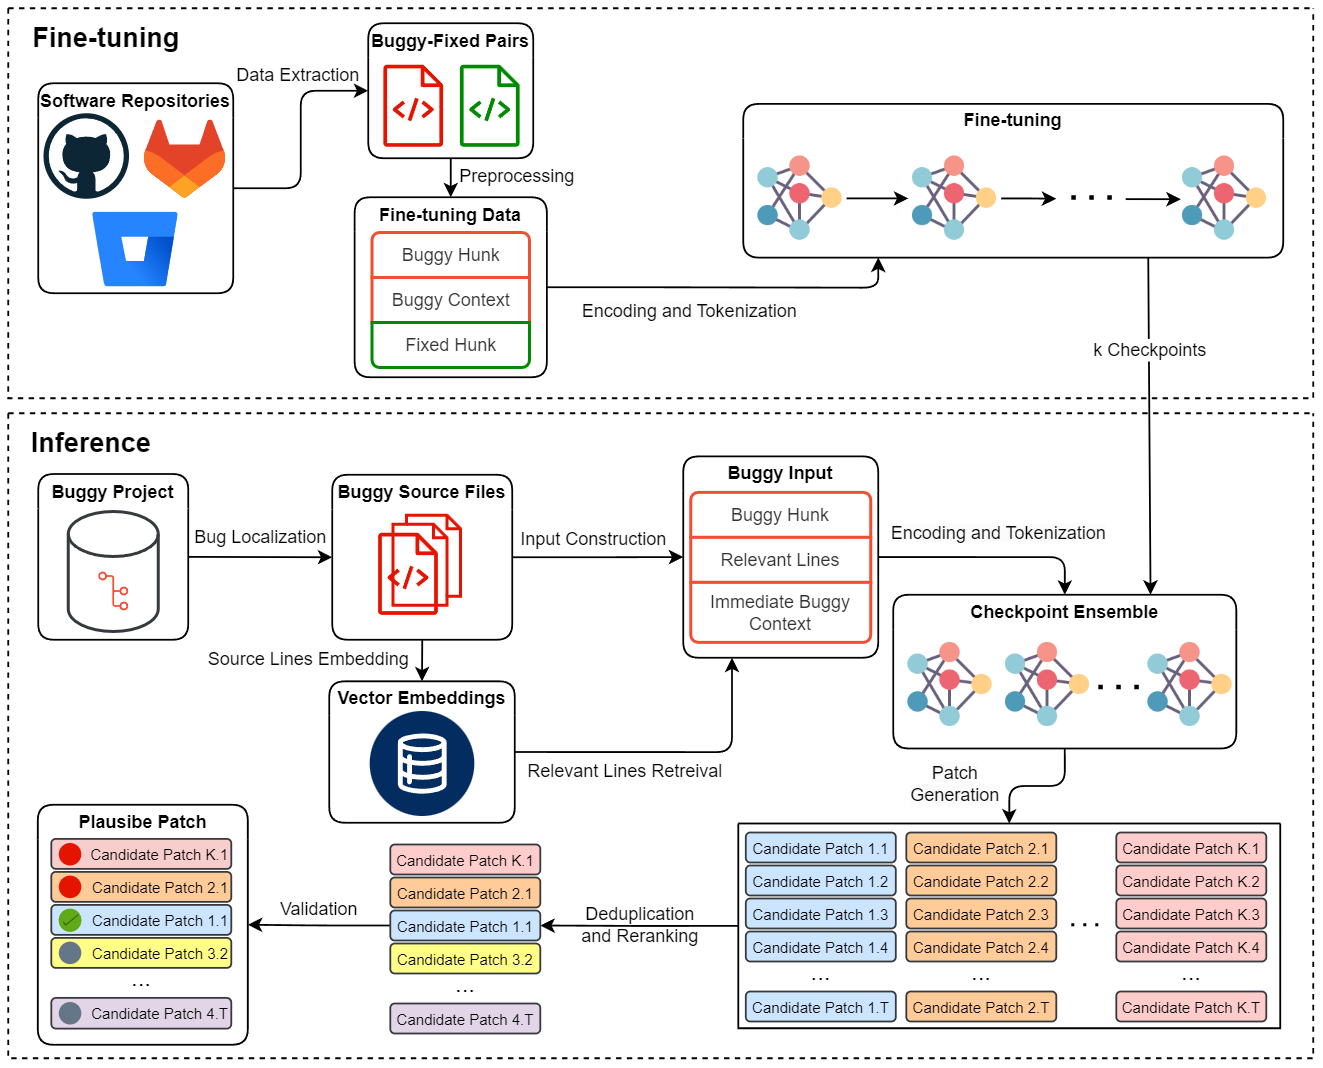 Fine-tuning
Software Repositories
Data Extraction
Buggy-Fixed Pairs
</>
</>
Preprocessing
Fine-tuning Data
Buggy Hunk
Buggy Context
Fixed Hunk
Encoding and Tokenization
Fine-tuning
. . .
k Checkpoints
Inference
Buggy Project
Bug Localization
Buggy Source Files
</>
Input Construction
Source Lines Embedding
Vector Embeddings
Relevant Lines Retreival
Buggy Input
Buggy Hunk
Relevant Lines
Immediate Buggy
Context
Encoding and Tokenization
Checkpoint Ensemble
. . .
Patch
Generation
Candidate Patch 1.1
Candidate Patch 1.2
Candidate Patch 1.3
Candidate Patch 1.4
...
Candidate Patch 1.T
Candidate Patch 2.1
Candidate Patch 2.2
Candidate Patch 2.3
Candidate Patch 2.4
...
Candidate Patch 2.T
. . .
Candidate Patch K.1
Candidate Patch K.2
Candidate Patch K.3
Candidate Patch K.4
...
Candidate Patch K.T
Deduplication
and Reranking
Candidate Patch K.1
Candidate Patch 2.1
Candidate Patch 1.1
Candidate Patch 3.2
...
Candidate Patch 4.T
Validation
Plausibe Patch
Candidate Patch K.1
Candidate Patch 2.1
Candidate Patch 1.1
Candidate Patch 3.2
...
Candidate Patch 4.T